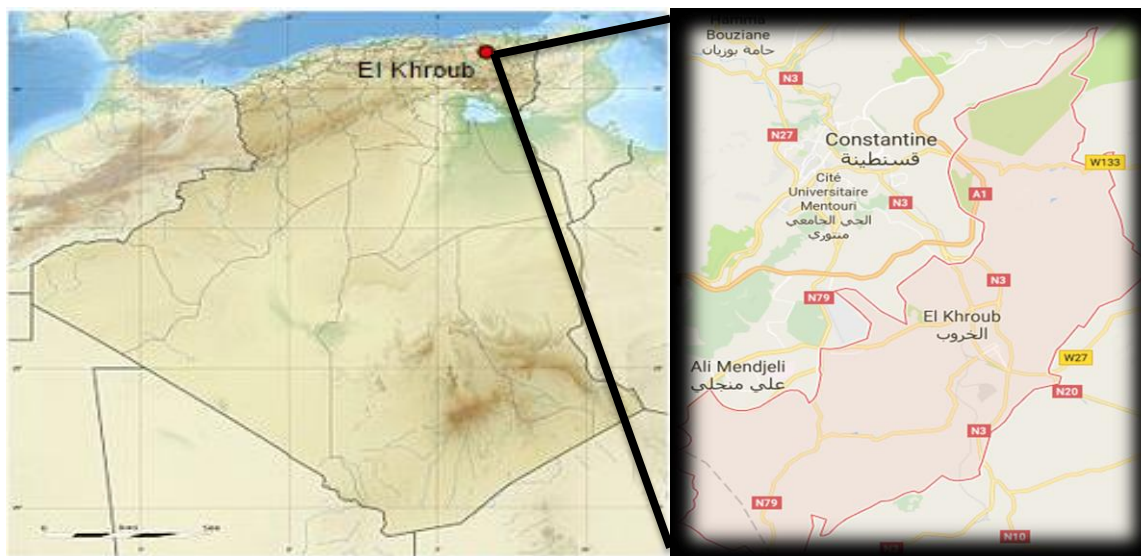 El Khroub
Hamma
Bouziane
حامة بوزيان
N3
N27
Constantine
قسنطينة
W133
Cité
Universitaire
Mentouri
الحي الجامعي
منتوري
A1
N3
N3
N79
El Khroub
الخروب
W27
Ali Mendjeli
علي منجلي
N20
N3
N79
N10
N3